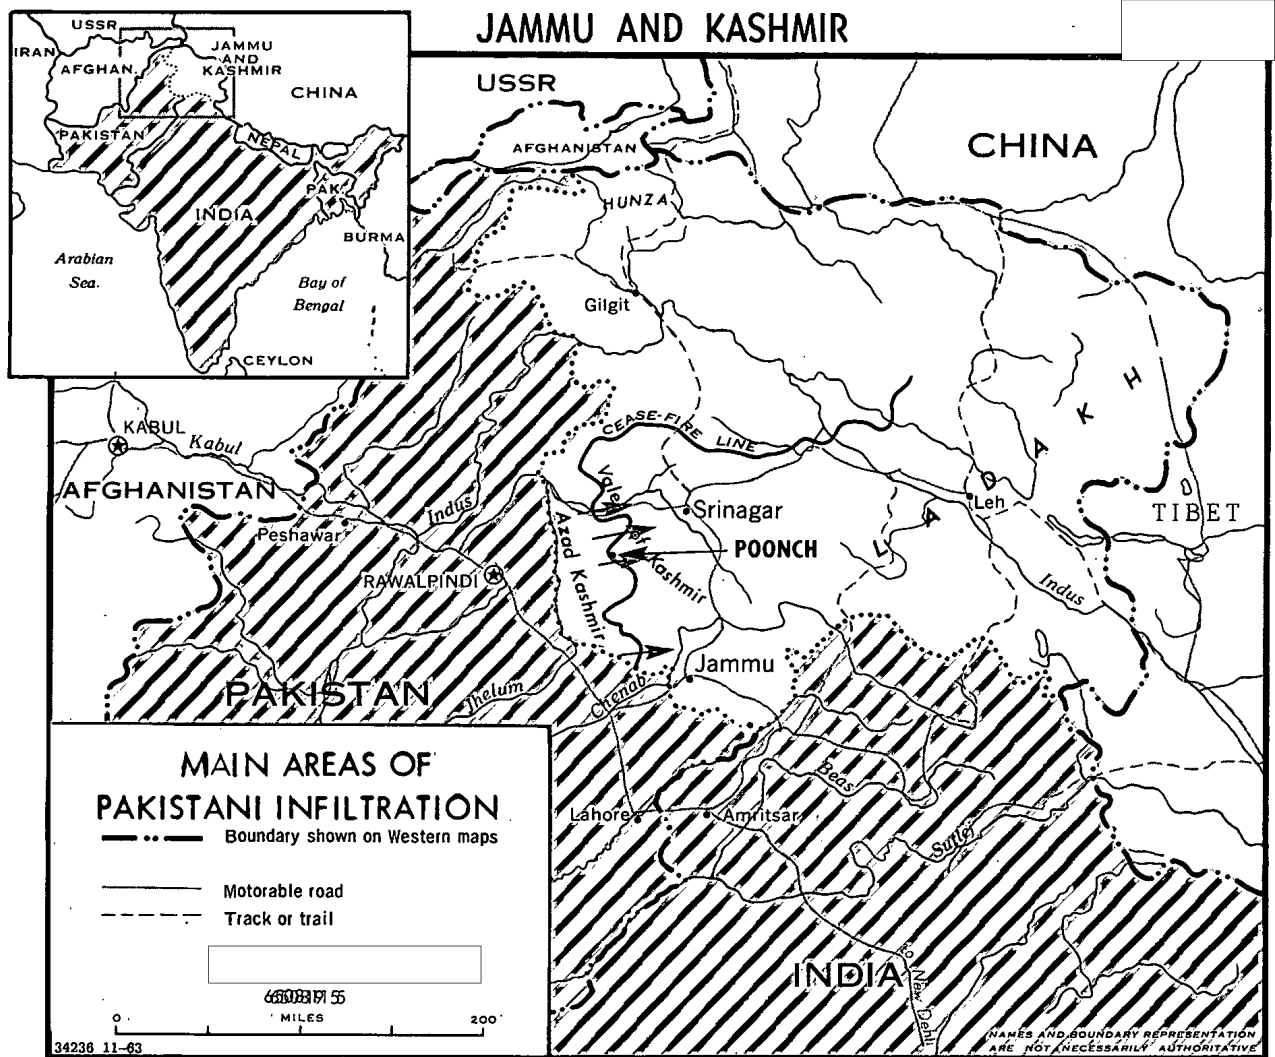 JAMMU AND KASHMIR
USSR
IRAN
AFGHAN.
JAMMU
AND
KASHMIR
CHINA
PAKISTAN
NEPAL
PAK.
INDIA
BURMA
Arabian
Sea.
Bay of
Bengal
CEYLON
USSR
AFGHANISTAN
CHINA
HUNZA
Gilgit
KABUL
Kabul
AFGHANISTAN
Peshawar
Indus
RAWALPINDI
CEASE-FIRE LINE
Vale of Kashmir
Azad Kashmir
Srinagar
POONCH
LADAKH
Leh
TIBET
Indus
Jammu
PAKISTAN
Jhelum
Chenab
Beas
Lahore
Amritsar
Sutlej
INDIA
to New Dehli
MAIN AREAS OF
PAKISTANI INFILTRATION
Boundary shown on Western maps
Motorable road
Track or trail
0 MILES 200
34236 11-63
NAMES AND BOUNDARY REPRESENTATION
ARE NOT NECESSARILY AUTHORITATIVE